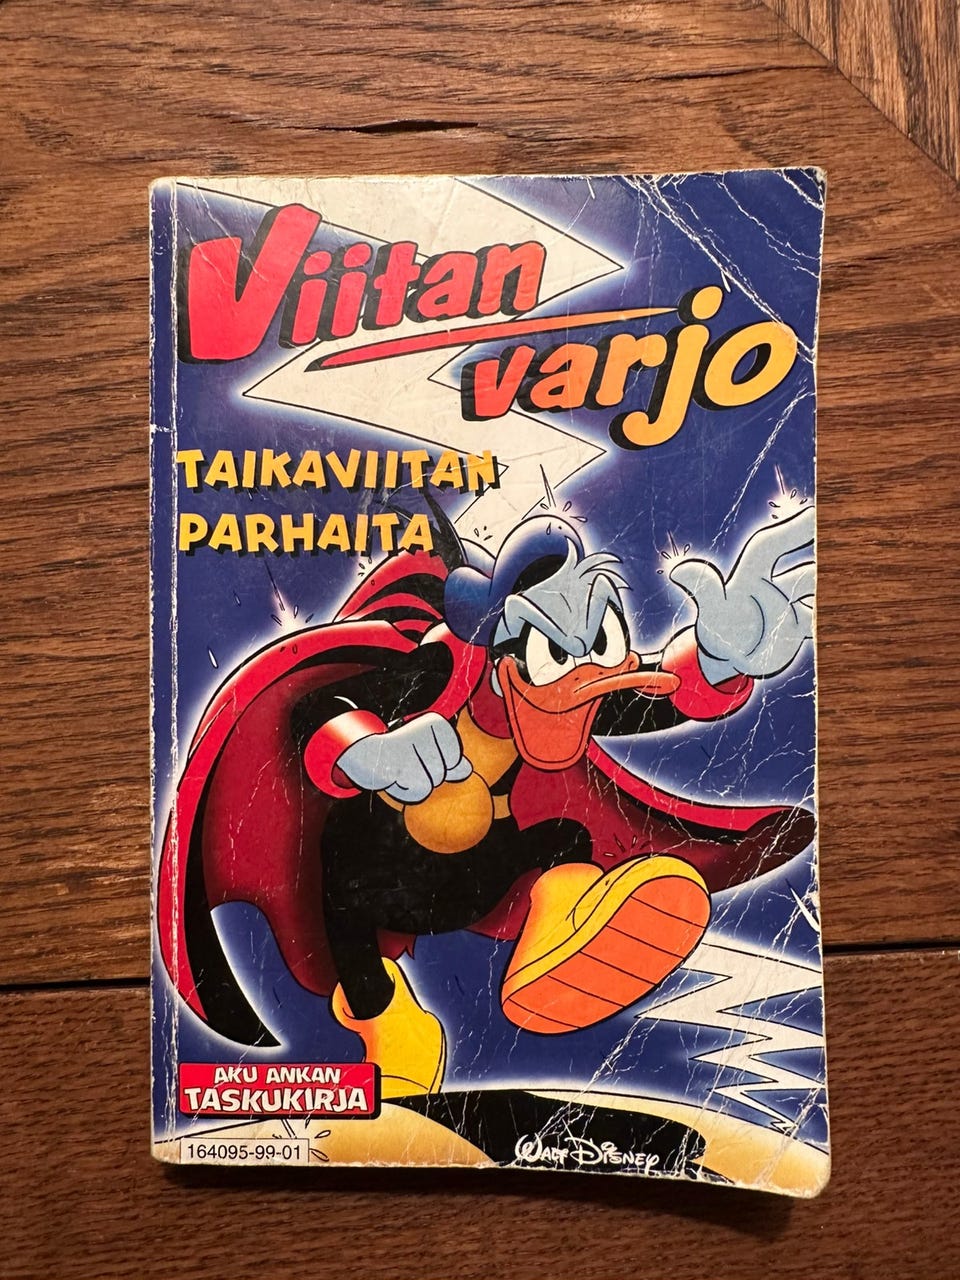 Viitan
varjo
TAIKAVIITAN
PARHAITA
AKU ANKAN
TASKUKIRJA
164095-99-01
WALT DISNEY